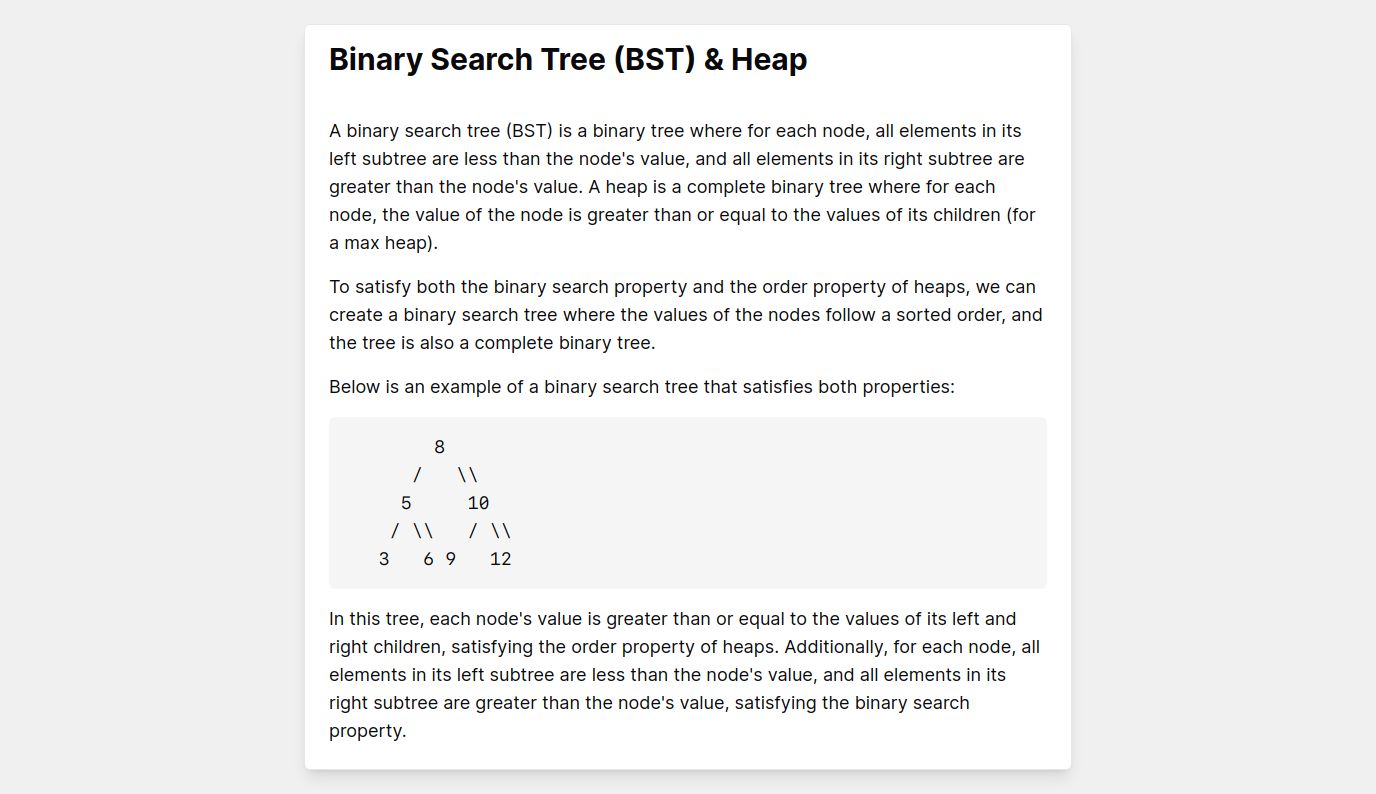 Binary Search Tree (BST) & Heap
A binary search tree (BST) is a binary tree where for each node, all elements in its
left subtree are less than the node's value, and all elements in its right subtree are
greater than the node's value. A heap is a complete binary tree where for each
node, the value of the node is greater than or equal to the values of its children (for
a max heap).
To satisfy both the binary search property and the order property of heaps, we can
create a binary search tree where the values of the nodes follow a sorted order, and
the tree is also a complete binary tree.
Below is an example of a binary search tree that satisfies both properties:
        8
      /   \\
     5     10
    / \\   / \\
   3   6 9   12
In this tree, each node's value is greater than or equal to the values of its left and
right children, satisfying the order property of heaps. Additionally, for each node, all
elements in its left subtree are less than the node's value, and all elements in its
right subtree are greater than the node's value, satisfying the binary search
property.